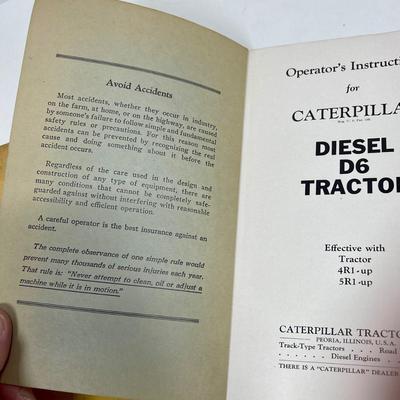 Avoid Accidents
Most accidents, whether they occur in industry,
on the farm, at home, or on the highway, are caused
by someone's failure to follow simple and fundamental
safety rules or precautions. For this reason most
accidents can be prevented by recognizing the real
cause and doing something about it before the
accident occurs.
Regardless of the care used in the design and
construction of any type of equipment, there are
many conditions that cannot be completely safe-
guarded against without interfering with reasonable
accessibility and efficient operation.
A careful operator is the best insurance against an
accident.
The complete observance of one simple rule would
prevent many thousands of serious injuries each year.
That rule is: "Never attempt to clean, oil or adjust a
machine while it is in motion."
Operator's Instructi
for
CATERPILLAR
Reg. U. S. Pat. Off.
DIESEL
D6
TRACTOR
Effective with
Tractor
4R1-up
5R1-up
CATERPILLAR TRACTO
PEORIA, ILLINOIS, U.S.A.
Track-Type Tractors . . . Road
. . . . . . Diesel Engines . .
THERE IS A "CATERPILLAR" DEALER